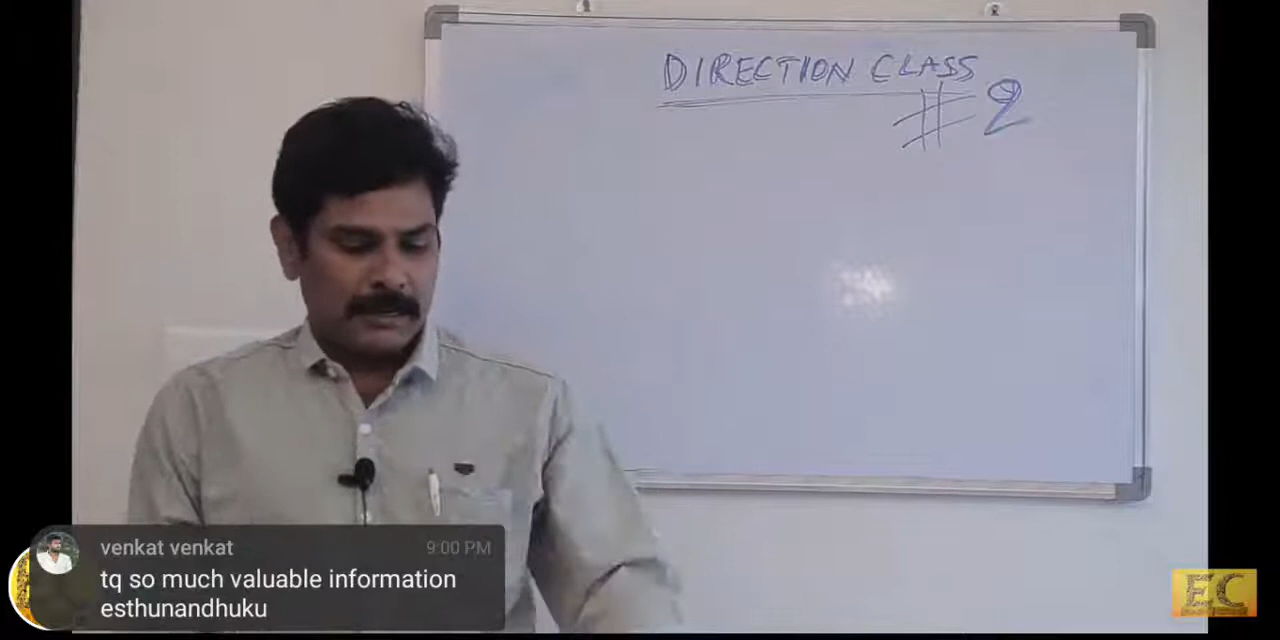 DIRECTION CLASS
# 2
venkat venkat 9:00 PM
tq so much valuable information
esthunandhuku
EC